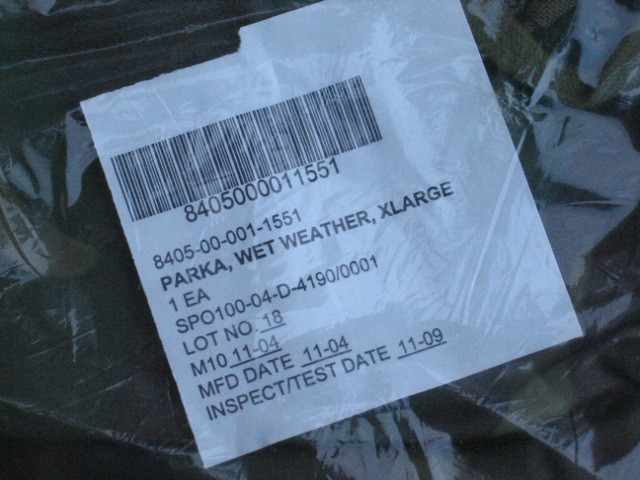 8405000011551
8405-00-001-1551
PARKA, WET WEATHER, XLARGE
1 EA
SPO100-04-D-4190/0001
LOT NO. 18
M10 11-04
MFD DATE 11-04
INSPECT/TEST DATE 11-09